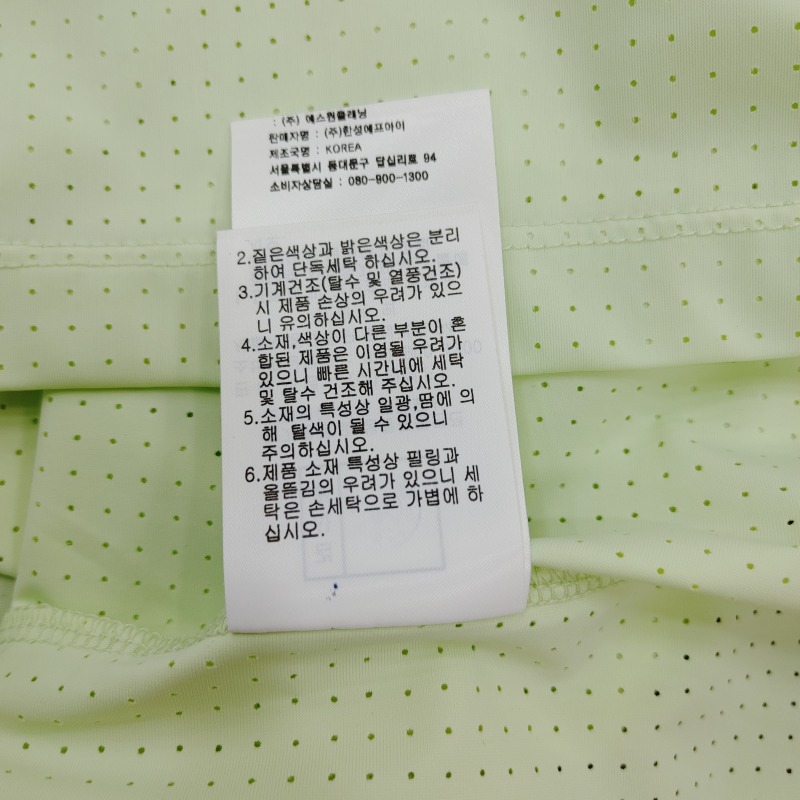 : (주) 에스원플래닝
판매자명 : (주)한성에프아이
제조국명 : KOREA
서울특별시 동대문구 답십리로 94
소비자상담실 : 080-900-1300
2.짙은색상과 밝은색상은 분리
하여 단독세탁 하십시오.
3.기계건조(탈수 및 열풍건조)
시 제품 손상의 우려가 있으
니 유의하십시오.
4.소재,색상이 다른 부분이 혼
합된 제품은 이염될 우려가
있으니 빠른 시간내에 세탁
및 탈수 건조해 주십시오.
5.소재의 특성상 일광,땀에 의
해 탈색이 될 수 있으니
주의하십시오.
6.제품 소재 특성상 필링과
올뜯김의 우려가 있으니 세
탁은 손세탁으로 가볍에 하
십시오.